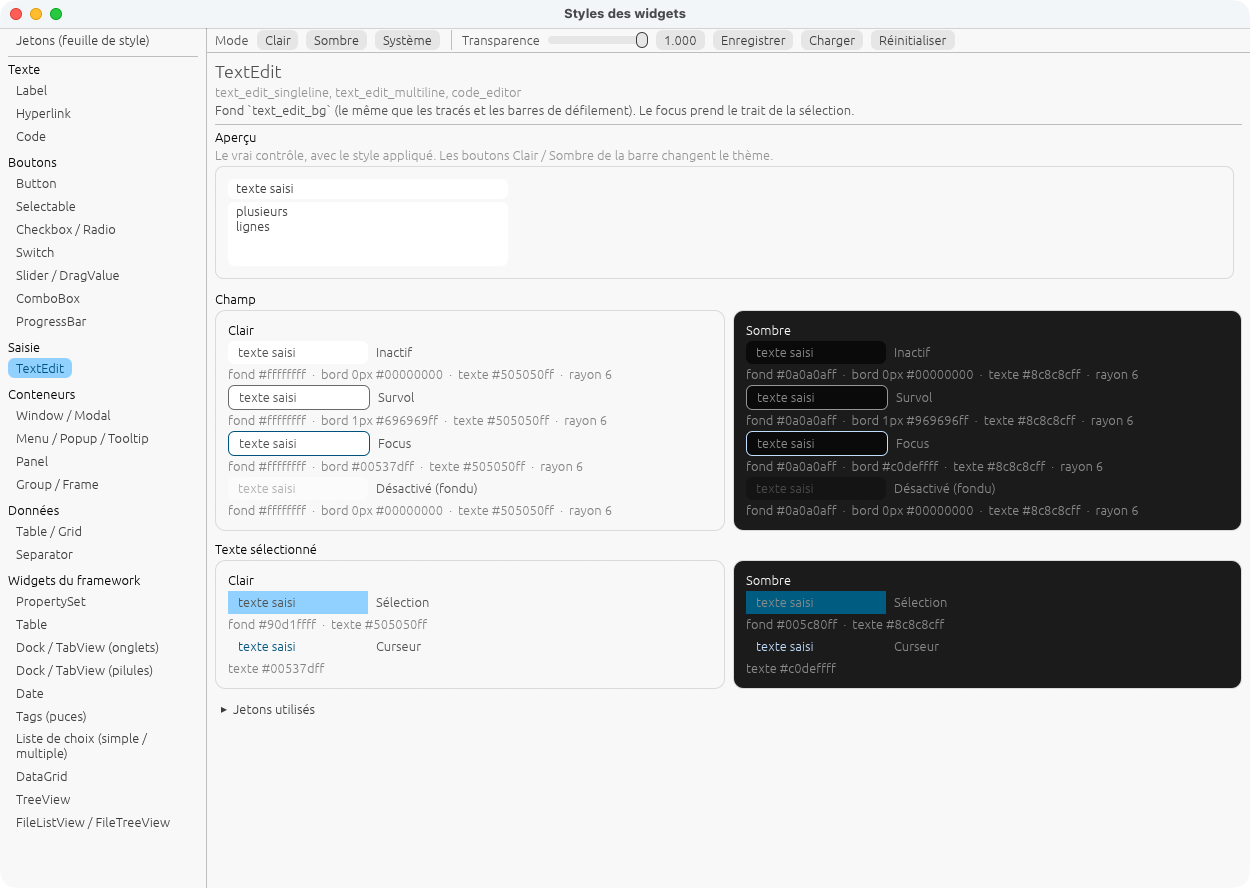 Styles des widgets
Jetons (feuille de style)
Texte
Label
Hyperlink
Code
Boutons
Button
Selectable
Checkbox / Radio
Switch
Slider / DragValue
ComboBox
ProgressBar
Saisie
TextEdit
Conteneurs
Window / Modal
Menu / Popup / Tooltip
Panel
Group / Frame
Données
Table / Grid
Separator
Widgets du framework
PropertySet
Table
Dock / TabView (onglets)
Dock / TabView (pilules)
Date
Tags (puces)
Liste de choix (simple /
multiple)
DataGrid
TreeView
FileListView / FileTreeView
Mode Clair Sombre Système Transparence 1.000 Enregistrer Charger Réinitialiser
TextEdit
text_edit_singleline, text_edit_multiline, code_editor
Fond `text_edit_bg` (le même que les tracés et les barres de défilement). Le focus prend le trait de la sélection.
Aperçu
Le vrai contrôle, avec le style appliqué. Les boutons Clair / Sombre de la barre changent le thème.
texte saisi
plusieurs
lignes
Champ
Clair
texte saisi Inactif
fond #ffffffff · bord 0px #00000000 · texte #505050ff · rayon 6
texte saisi Survol
fond #ffffffff · bord 1px #696969ff · texte #505050ff · rayon 6
texte saisi Focus
fond #ffffffff · bord #00537dff · texte #505050ff · rayon 6
texte saisi Désactivé (fondu)
fond #ffffffff · bord 0px #00000000 · texte #505050ff · rayon 6
Sombre
texte saisi Inactif
fond #0a0a0aff · bord 0px #00000000 · texte #8c8c8cff · rayon 6
texte saisi Survol
fond #0a0a0aff · bord 1px #969696ff · texte #8c8c8cff · rayon 6
texte saisi Focus
fond #0a0a0aff · bord #c0deffff · texte #8c8c8cff · rayon 6
texte saisi Désactivé (fondu)
fond #0a0a0aff · bord 0px #00000000 · texte #8c8c8cff · rayon 6
Texte sélectionné
Clair
texte saisi Sélection
fond #90d1ffff · texte #505050ff
texte saisi Curseur
texte #00537dff
Sombre
texte saisi Sélection
fond #005c80ff · texte #8c8c8cff
texte saisi Curseur
texte #c0deffff
Jetons utilisés